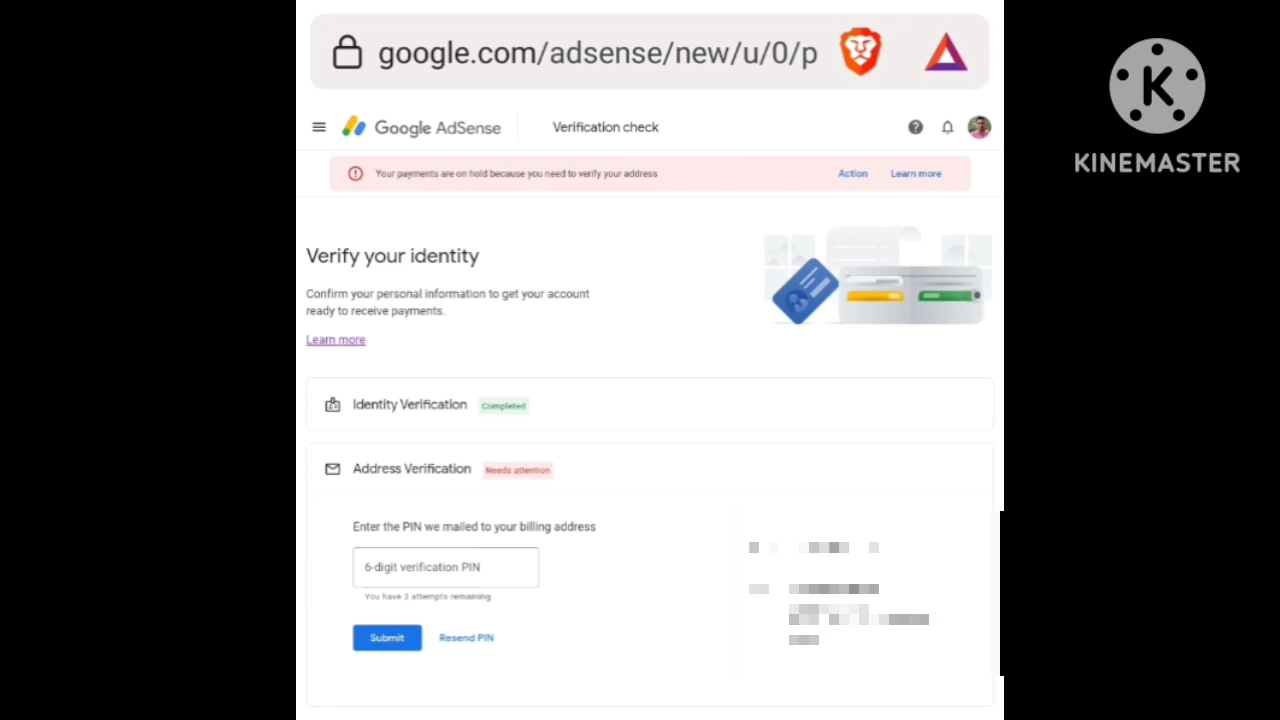 google.com/adsense/new/u/0/p
Google AdSense
Verification check
Your payments are on hold because you need to verify your address
Action
Learn more
Verify your identity
Confirm your personal information to get your account
ready to receive payments.
Learn more
Identity Verification
Completed
Address Verification
Needs attention
Enter the PIN we mailed to your billing address
6-digit verification PIN
You have 3 attempts remaining
Submit
Resend PIN
K
KINEMASTER